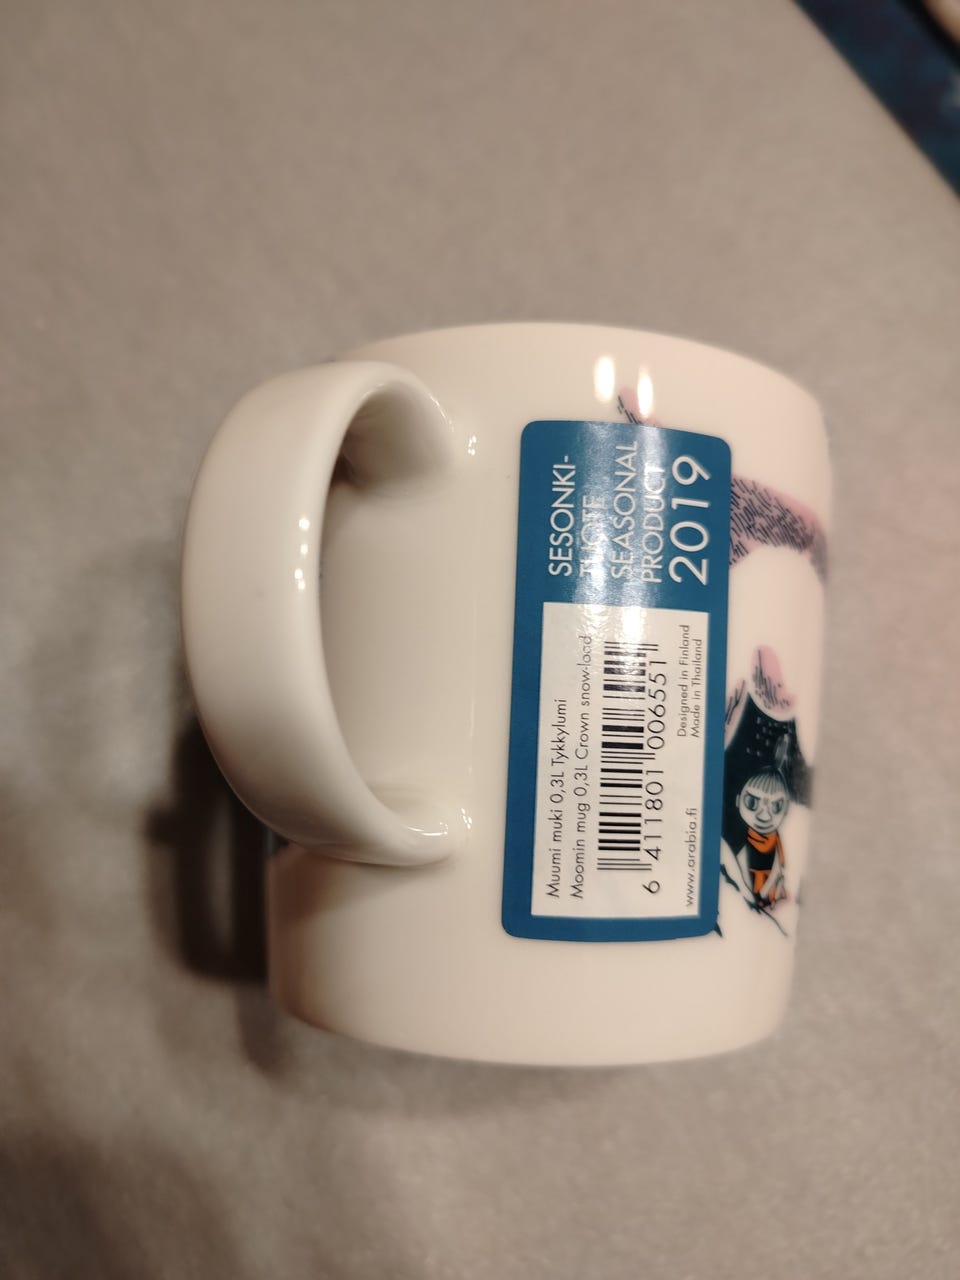 SESONKI-
TUOTE
SEASONAL
PRODUCT
2019
Muumi muki 0,3L Tykkylumi
Moomin mug 0,3L Crown snow-load
6 411801 006551
www.arabia.fi
Designed in Finland
Made in Thailand